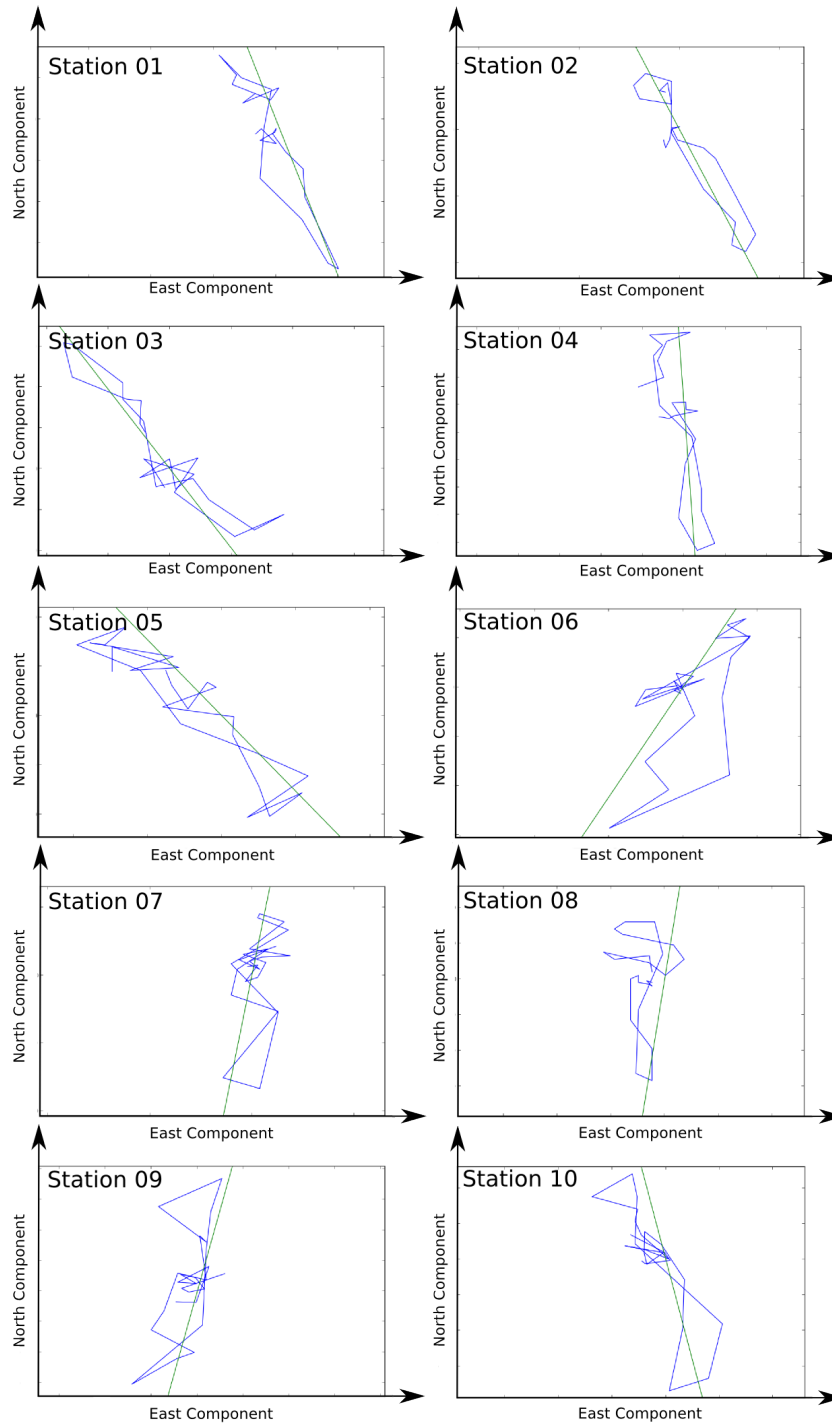 Station 01
North Component
East Component
Station 02
North Component
East Component
Station 03
North Component
East Component
Station 04
North Component
East Component
Station 05
North Component
East Component
Station 06
North Component
East Component
Station 07
North Component
East Component
Station 08
North Component
East Component
Station 09
North Component
East Component
Station 10
North Component
East Component